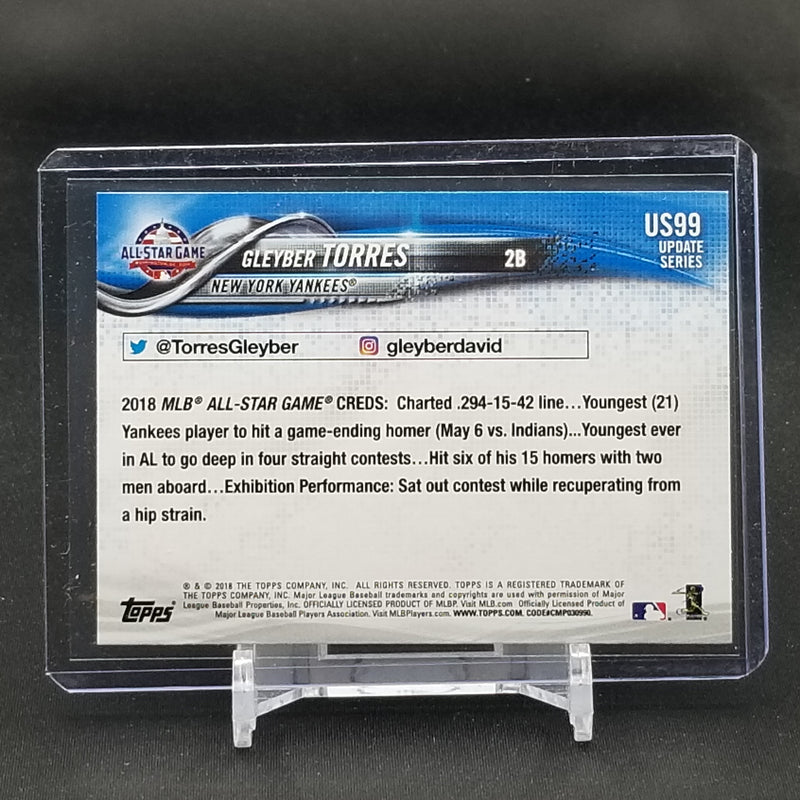 ALL-STAR GAME
GLEYBER TORRES 2B
NEW YORK YANKEES®
US99
UPDATE
SERIES
@TorresGleyber gleyberdavid
2018 MLB® ALL-STAR GAME® CREDS: Charted .294-15-42 line...Youngest (21)
Yankees player to hit a game-ending homer (May 6 vs. Indians)...Youngest ever
in AL to go deep in four straight contests...Hit six of his 15 homers with two
men aboard...Exhibition Performance: Sat out contest while recuperating from
a hip strain.
Topps®
® & © 2018 THE TOPPS COMPANY, INC. ALL RIGHTS RESERVED. TOPPS IS A REGISTERED TRADEMARK OF
THE TOPPS COMPANY, INC. Major League Baseball trademarks and copyrights are used with permission of Major
League Baseball Properties, Inc. OFFICIALLY LICENSED PRODUCT OF MLBP. Visit MLB.com Officially Licensed Product of
Major League Baseball Players Association. Visit MLBPlayers.com. WWW.TOPPS.COM. CODE#CMP030990.